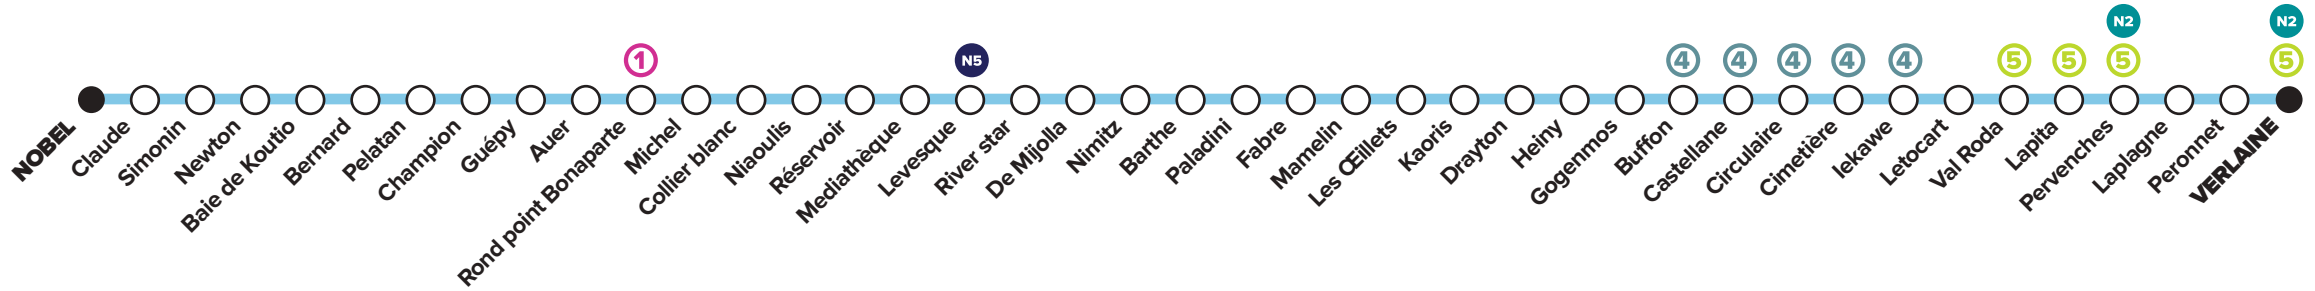 N2
N2
1
N5
4
4
4
4
4
5
5
5
5
NOBEL
Claude
Simonin
Newton
Baie de Koutio
Bernard
Pelatan
Champion
Guépy
Auer
Rond point Bonaparte
Michel
Collier blanc
Niaoulis
Réservoir
Mediathèque
Levesque
River star
De Mijolla
Nimitz
Barthe
Paladini
Fabre
Mamelin
Les Œillets
Kaoris
Drayton
Heiny
Gogenmos
Buffon
Castellane
Circulaire
Cimetière
Iekawe
Letocart
Val Roda
Lapita
Pervenches
Laplagne
Peronnet
VERLAINE